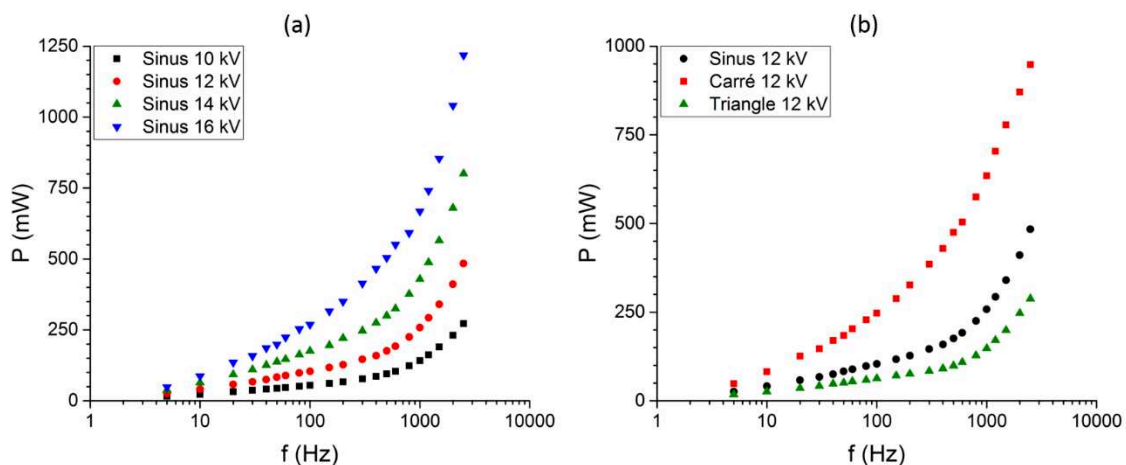 (a)
Sinus 10 kV
Sinus 12 kV
Sinus 14 kV
Sinus 16 kV
1250
1000
750
500
250
0
P (mW)
1
10
100
1000
10000
f (Hz)
(b)
Sinus 12 kV
Carré 12 kV
Triangle 12 kV
1000
750
500
250
0
P (mW)
1
10
100
1000
10000
f (Hz)